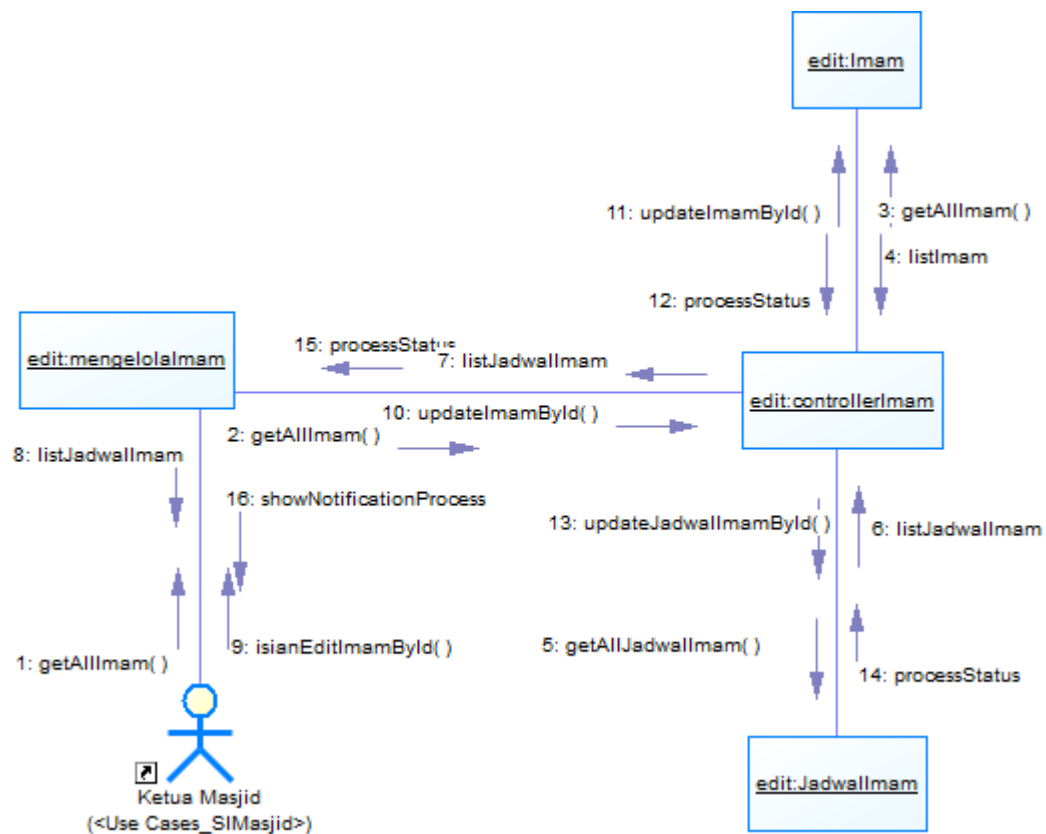 edit:Imam
11: updateImamById( )
3: getAllImam( )
4: listImam
12: processStatus
edit:mengelolaImam
15: processStatus
7: listJadwalImam
edit:controllerImam
10: updateImamById( )
2: getAllImam( )
8: listJadwalImam
16: showNotificationProcess
13: updateJadwalImamById( )
6: listJadwalImam
9: isianEditImamById( )
5: getAllJadwalImam( )
1: getAllImam( )
14: processStatus
edit:JadwalImam
Ketua Masjid
(<Use Cases_SIMasjid>)